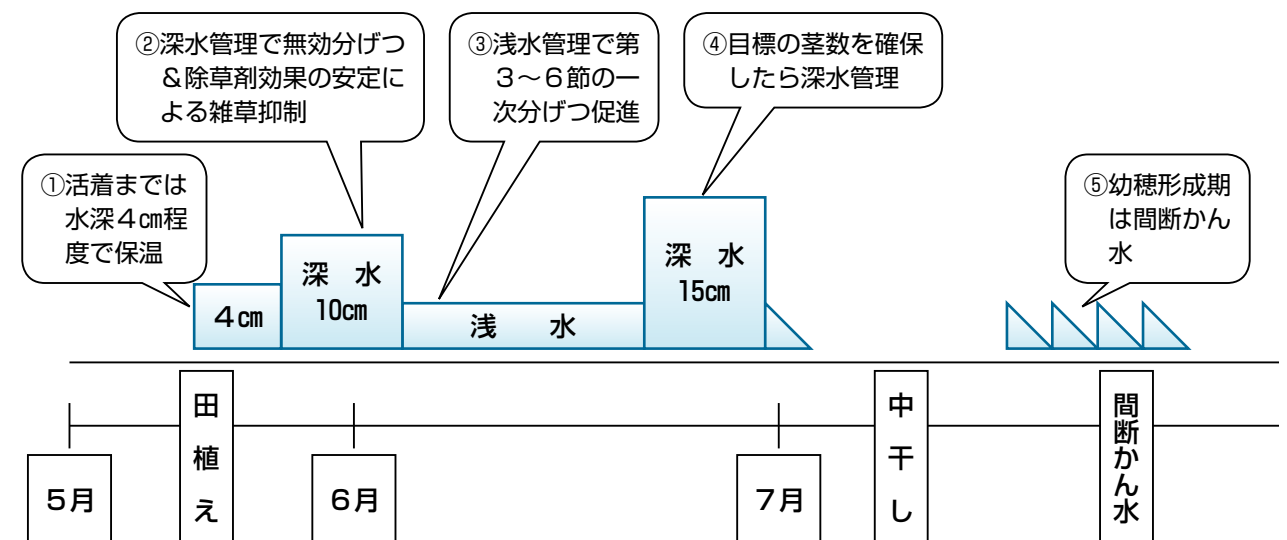 ②深水管理で無効分げつ
＆除草剤効果の安定に
よる雑草抑制
③浅水管理で第
３～６節の一
次分げつ促進
④目標の茎数を確保
したら深水管理
①活着までは
水深４㎝程
度で保温
⑤幼穂形成期
は間断かん
水
４㎝
深　水
10㎝
浅　水
深　水
15㎝
田植え
中干し
間断かん水
５月
６月
７月